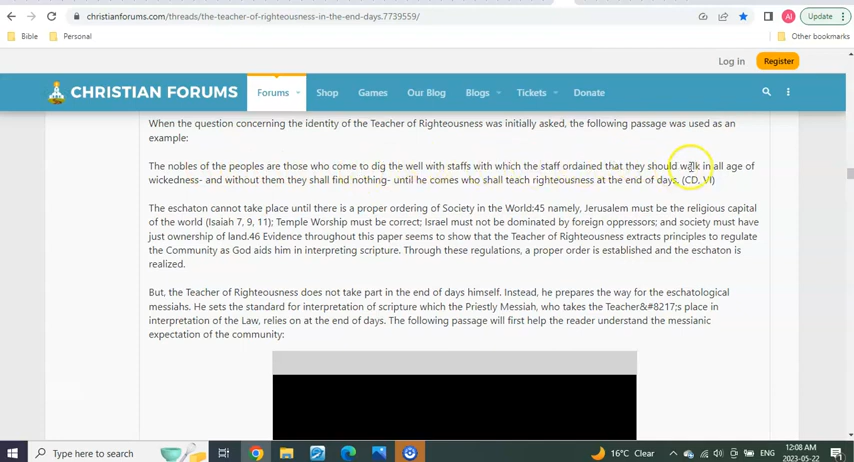 christianforums.com/threads/the-teacher-of-righteousness-in-the-end-days.7739559/
AI
Update
Bible
Personal
Other bookmarks
Log in
Register
CHRISTIAN FORUMS
Forums
Shop
Games
Our Blog
Blogs
Tickets
Donate
When the question concerning the identity of the Teacher of Righteousness was initially asked, the following passage was used as an
example:
The nobles of the peoples are those who come to dig the well with staffs with which the staff ordained that they should walk in all age of
wickedness- and without them they shall find nothing- until he comes who shall teach righteousness at the end of days. (CD, VI)
The eschaton cannot take place until there is a proper ordering of Society in the World:45 namely, Jerusalem must be the religious capital
of the world (Isaiah 7, 9, 11); Temple Worship must be correct; Israel must not be dominated by foreign oppressors; and society must have
just ownership of land.46 Evidence throughout this paper seems to show that the Teacher of Righteousness extracts principles to regulate
the Community as God aids him in interpreting scripture. Through these regulations, a proper order is established and the eschaton is
realized.
But, the Teacher of Righteousness does not take part in the end of days himself. Instead, he prepares the way for the eschatological
messiahs. He sets the standard for interpretation of scripture which the Priestly Messiah, who takes the Teacher&#8217;s place in
interpretation of the Law, relies on at the end of days. The following passage will first help the reader understand the messianic
expectation of the community:
Type here to search
16°C Clear
ENG
12:08 AM
2023-05-22